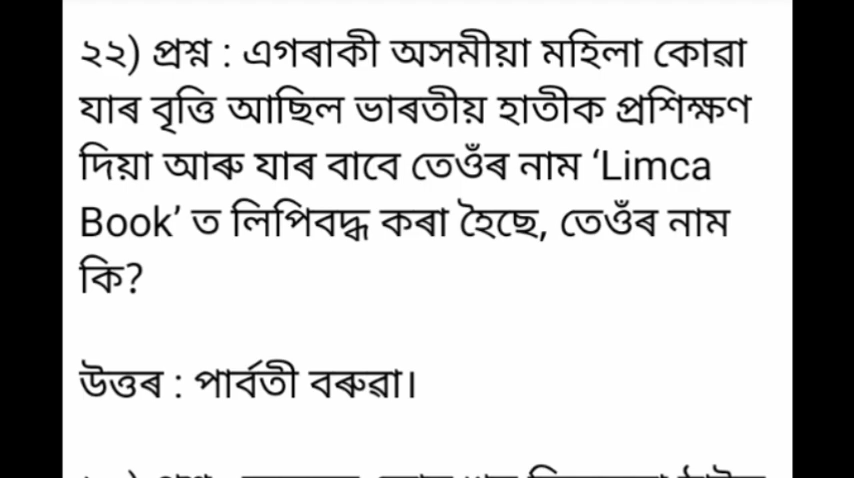 ২২) প্ৰশ্ন : এগৰাকী অসমীয়া মহিলা কোৱা
যাৰ বৃত্তি আছিল ভাৰতীয় হাতীক প্ৰশিক্ষণ
দিয়া আৰু যাৰ বাবে তেওঁৰ নাম ‘Limca
Book’ ত লিপিবদ্ধ কৰা হৈছে, তেওঁৰ নাম
কি?
উত্তৰ : পাৰ্বতী বৰুৱা।